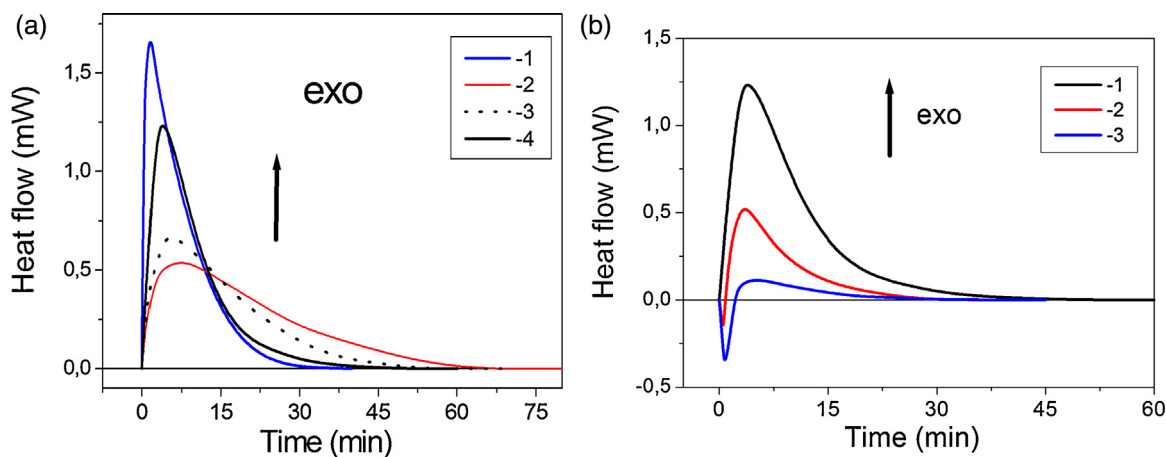 (a)
Heat flow (mW)
1,5
1,0
0,5
0,0
exo
-1
-2
-3
-4
0 15 30 45 60 75
Time (min)
(b)
Heat flow (mW)
1,5
1,0
0,5
0,0
-0,5
exo
-1
-2
-3
0 15 30 45 60
Time (min)